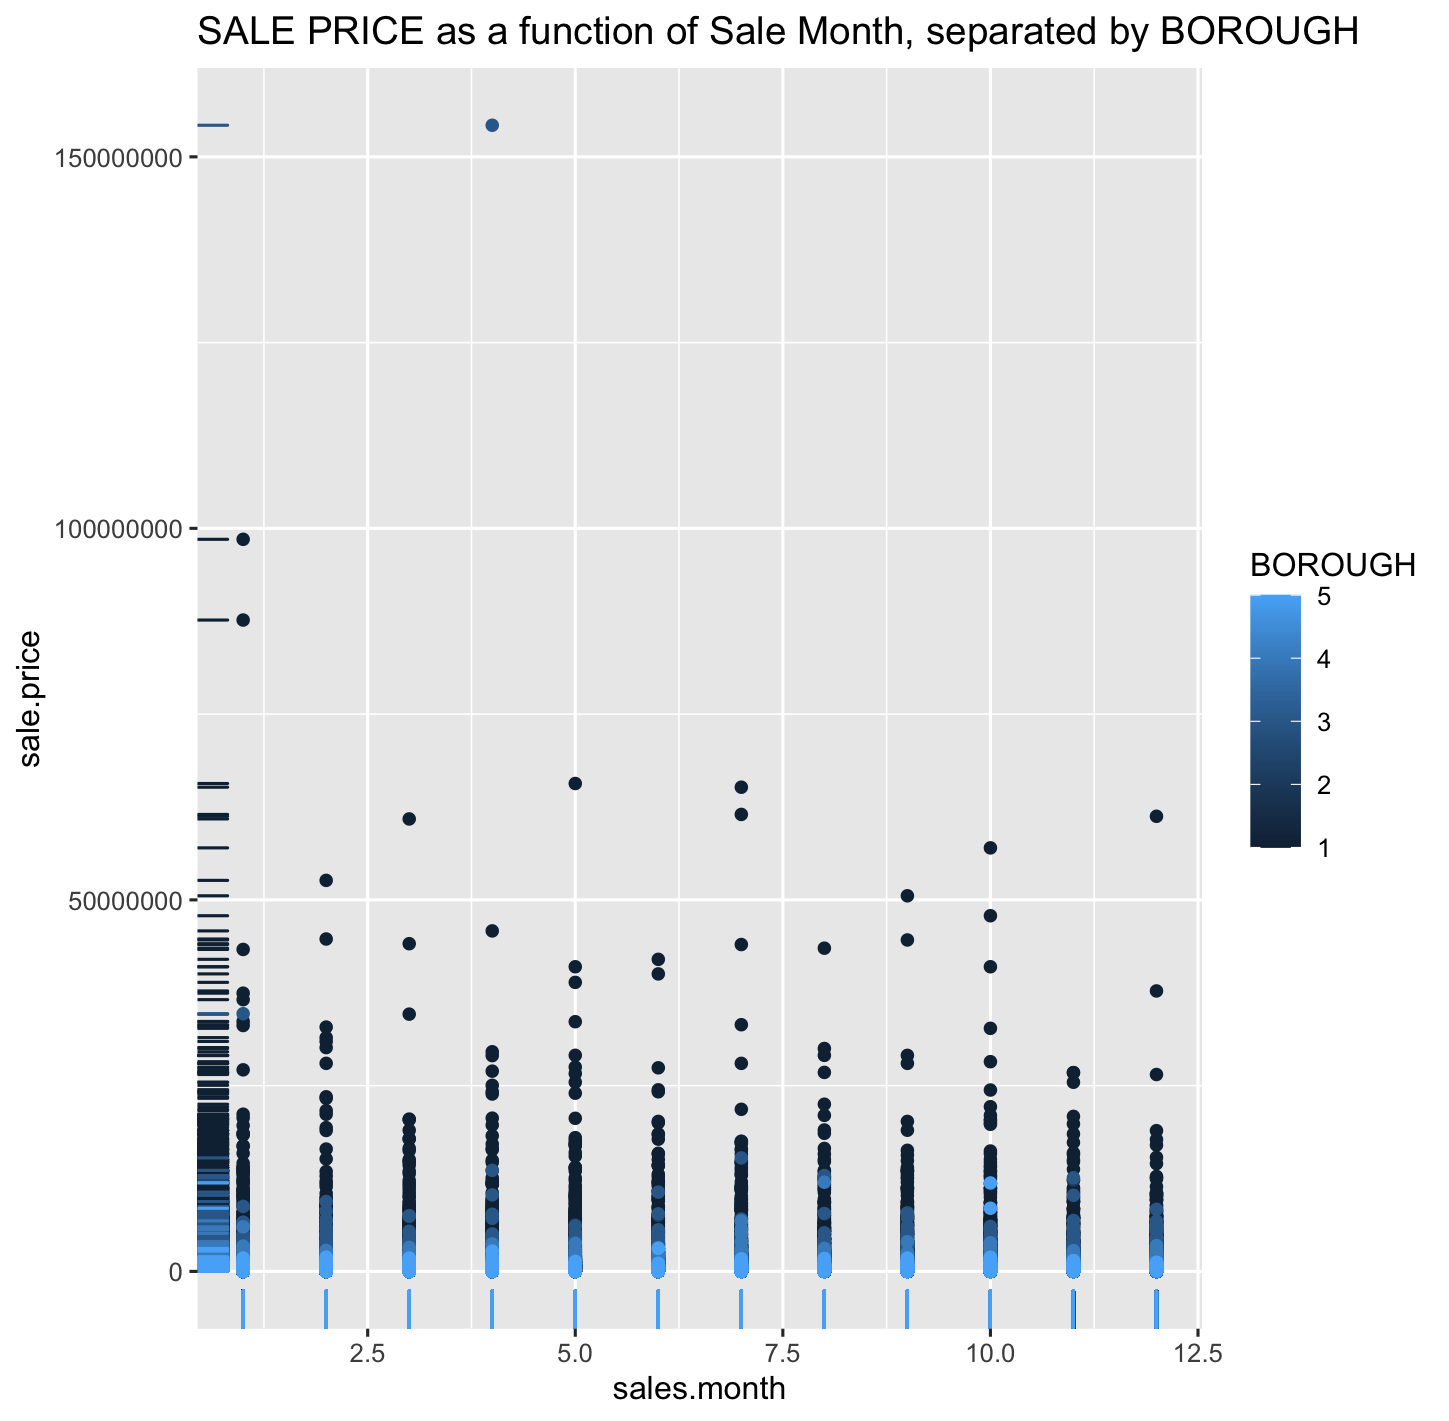 SALE PRICE as a function of Sale Month, separated by BOROUGH
150000000
100000000
50000000
0
sale.price
2.5 5.0 7.5 10.0 12.5
sales.month
BOROUGH
5
4
3
2
1